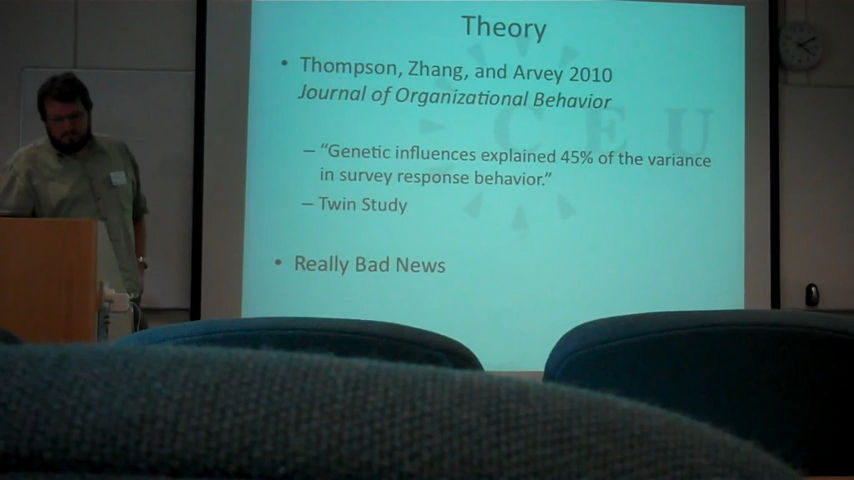 Theory
• Thompson, Zhang, and Arvey 2010
Journal of Organizational Behavior
– "Genetic influences explained 45% of the variance
in survey response behavior."
– Twin Study
• Really Bad News
CEU